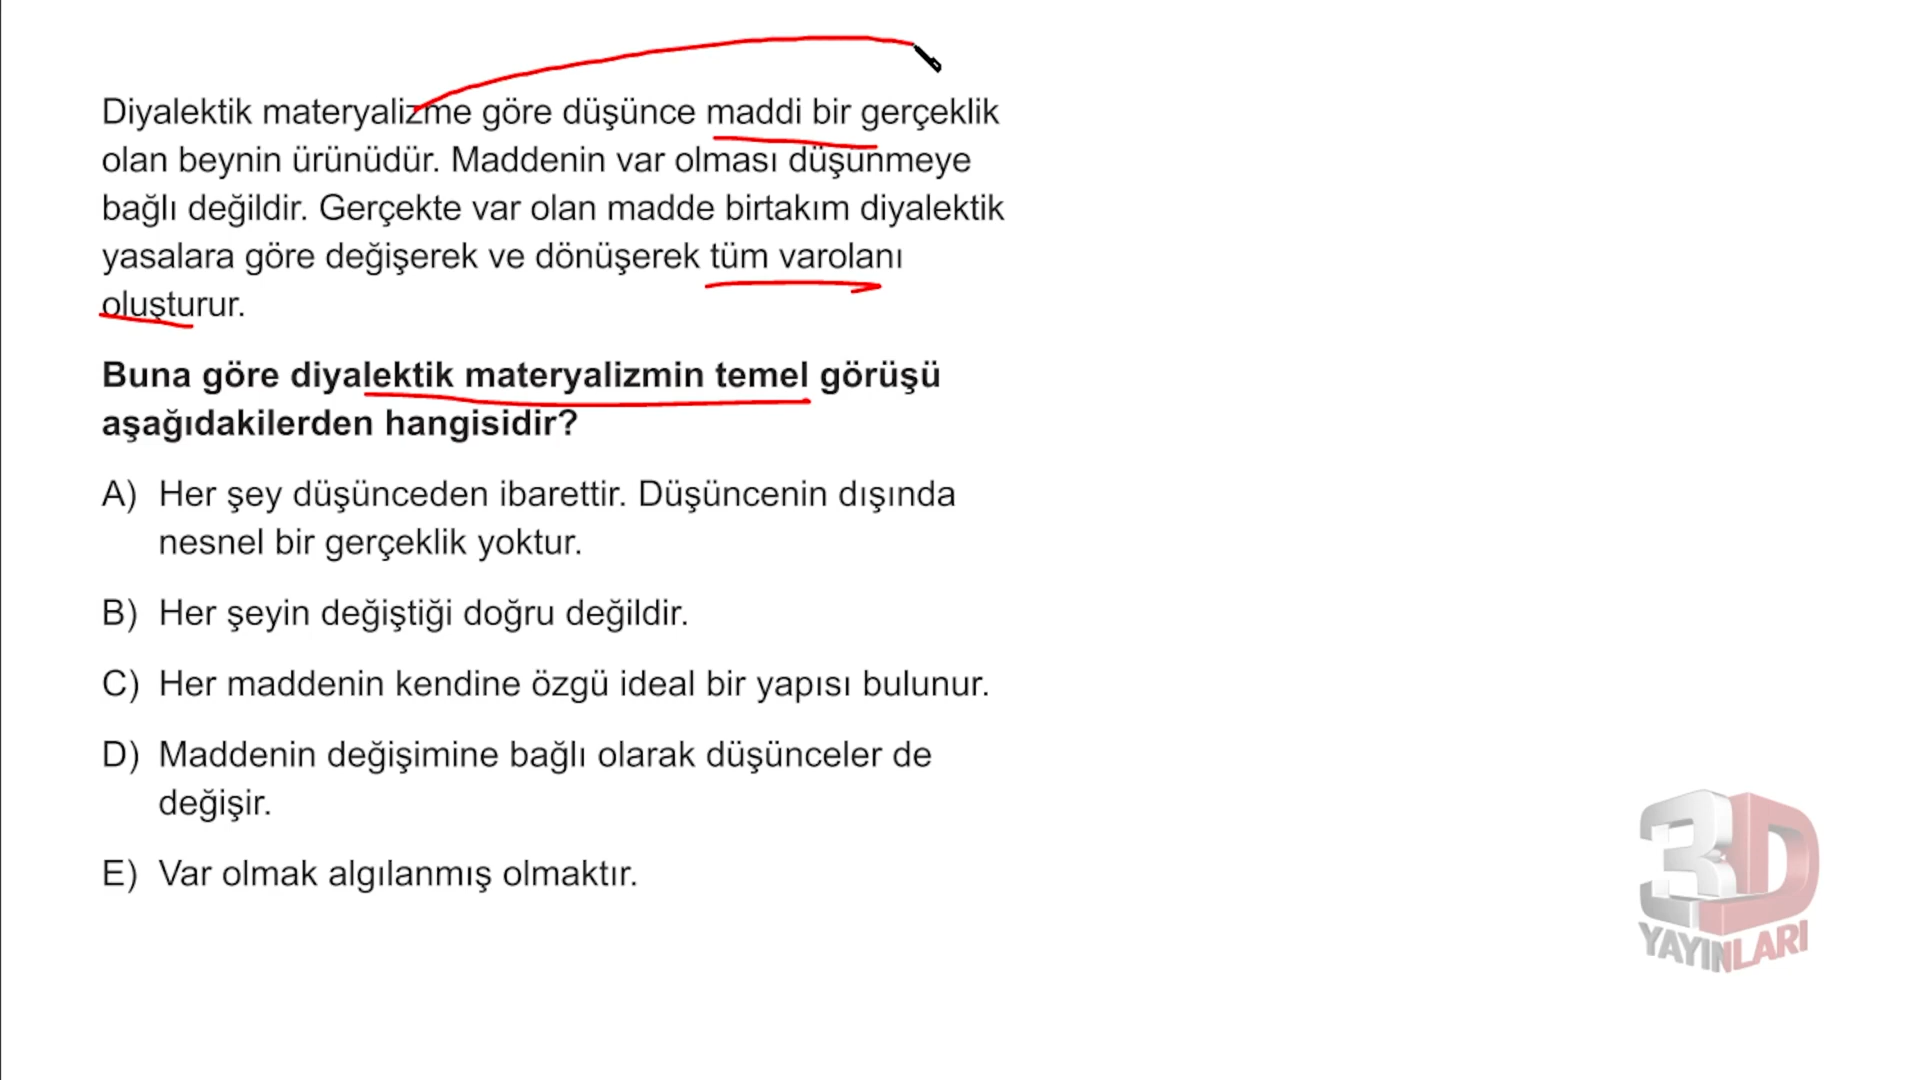 Diyalektik materyalizme göre düşünce maddi bir gerçeklik
olan beynin ürünüdür. Maddenin var olması düşünmeye
bağlı değildir. Gerçekte var olan madde birtakım diyalektik
yasalara göre değişerek ve dönüşerek tüm varolanı
oluşturur.
Buna göre diyalektik materyalizmin temel görüşü
aşağıdakilerden hangisidir?
A) Her şey düşünceden ibarettir. Düşüncenin dışında
nesnel bir gerçeklik yoktur.
B) Her şeyin değiştiği doğru değildir.
C) Her maddenin kendine özgü ideal bir yapısı bulunur.
D) Maddenin değişimine bağlı olarak düşünceler de
değişir.
E) Var olmak algılanmış olmaktır.
3D
YAYINLARI